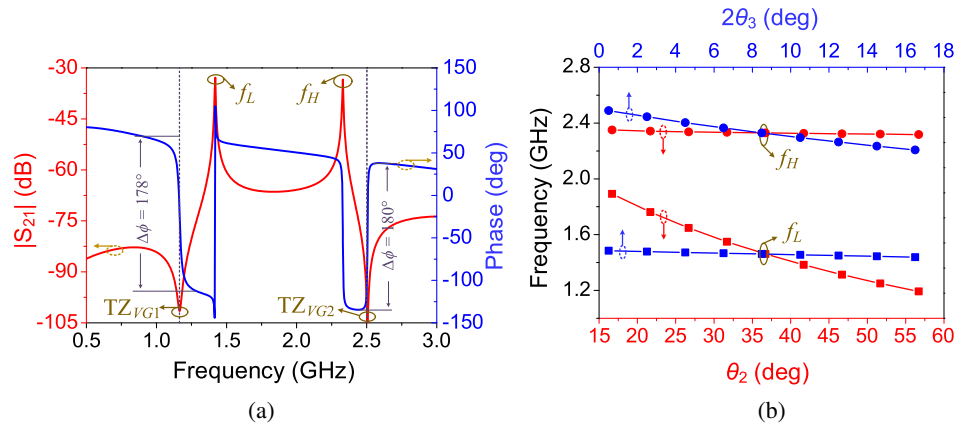 -30
-45
-60
-75
-90
-105
|S21| (dB)
150
100
50
0
-50
-100
-150
Phase (deg)
fL
fH
Δϕ = 178°
Δϕ = 180°
TZVG1
TZVG2
0.5 1.0 1.5 2.0 2.5 3.0
Frequency (GHz)
(a)
2θ3 (deg)
0 2 4 6 8 10 12 14 16 18
2.8
2.4
2.0
1.6
1.2
Frequency (GHz)
fH
fL
15 20 25 30 35 40 45 50 55 60
θ2 (deg)
(b)